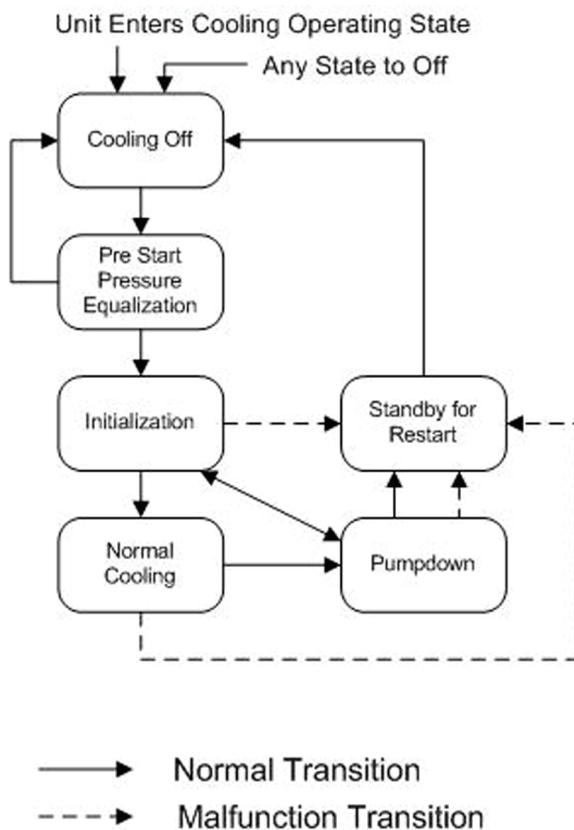 Unit Enters Cooling Operating State
Any State to Off
Cooling Off
Pre Start
Pressure
Equalization
Initialization
Standby for
Restart
Normal
Cooling
Pumpdown
Normal Transition
Malfunction Transition